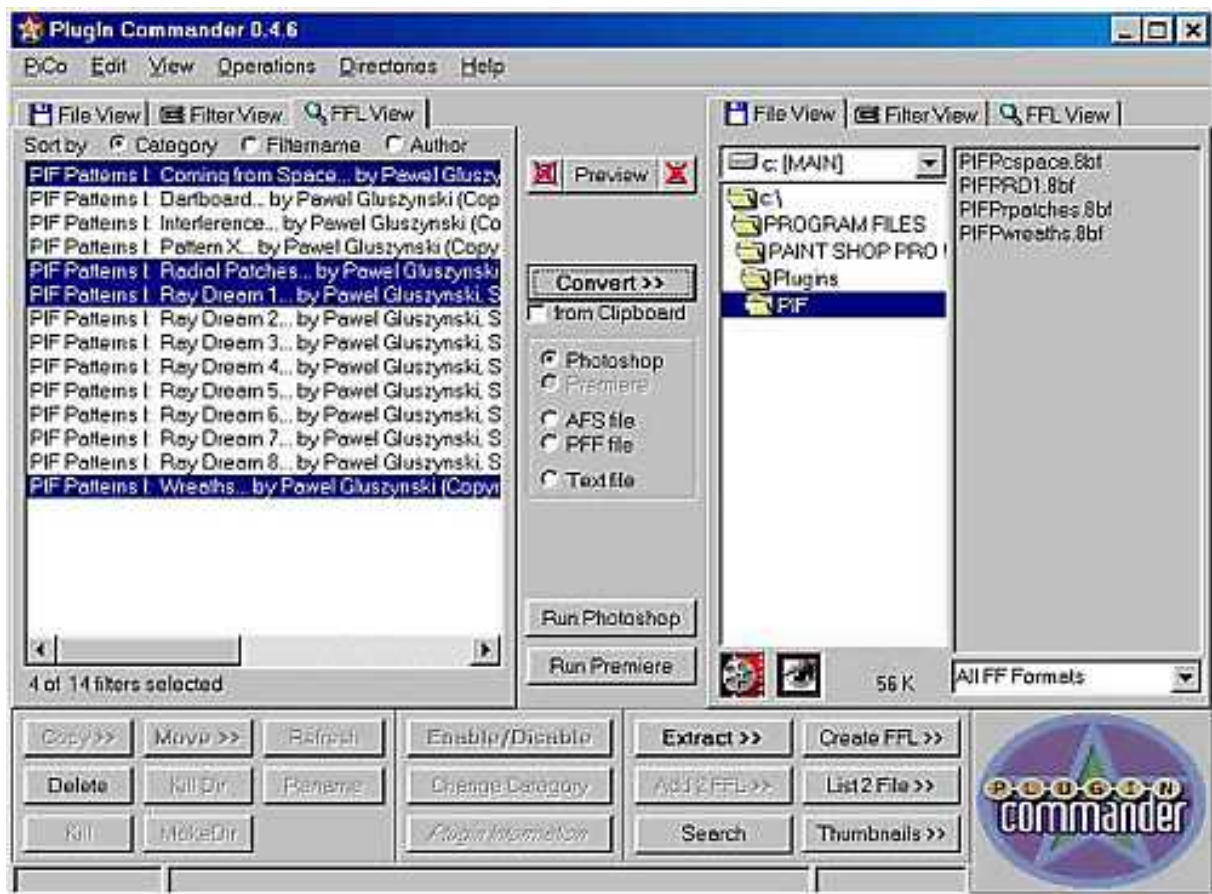 PlugIn Commander 0.4.6
PiCo Edit View Operations Directories Help
File View Filter View FFL View
Sort by Category Filtername Author
PIF Patterns I: Coming from Space... by Pawel Gluszy
PIF Patterns I: Dartboard... by Pawel Gluszynski (Cop
PIF Patterns I: Interference... by Pawel Gluszynski (Co
PIF Patterns I: Pattern X... by Pawel Gluszynski (Copy
PIF Patterns I: Radial Patches... by Pawel Gluszynski
PIF Patterns I: Ray Dream 1... by Pawel Gluszynski, S
PIF Patterns I: Ray Dream 2... by Pawel Gluszynski, S
PIF Patterns I: Ray Dream 3... by Pawel Gluszynski, S
PIF Patterns I: Ray Dream 4... by Pawel Gluszynski, S
PIF Patterns I: Ray Dream 5... by Pawel Gluszynski, S
PIF Patterns I: Ray Dream 6... by Pawel Gluszynski, S
PIF Patterns I: Ray Dream 7... by Pawel Gluszynski, S
PIF Patterns I: Ray Dream 8... by Pawel Gluszynski, S
PIF Patterns I: Wreaths... by Pawel Gluszynski (Copyr
4 of 14 filters selected
Preview
Convert >>
from Clipboard
Photoshop
Premiere
AFS file
PFF file
Text file
Run Photoshop
Run Premiere
File View Filter View FFL View
c: [MAIN]
c:\
PROGRAM FILES
PAINT SHOP PRO
Plugins
PIF
PIFPcspace.8bf
PIFPRD1.8bf
PIFPrpatches.8bf
PIFPwreaths.8bf
56 K
All FF Formats
Copy >> Move >> Refresh Enable/Disable Extract >> Create FFL >>
Delete Kill Dir Rename Change Category Add 2 FFL >> List 2 File >>
Kill MakeDir Plugin Information Search Thumbnails >>
PLUG-IN
commander